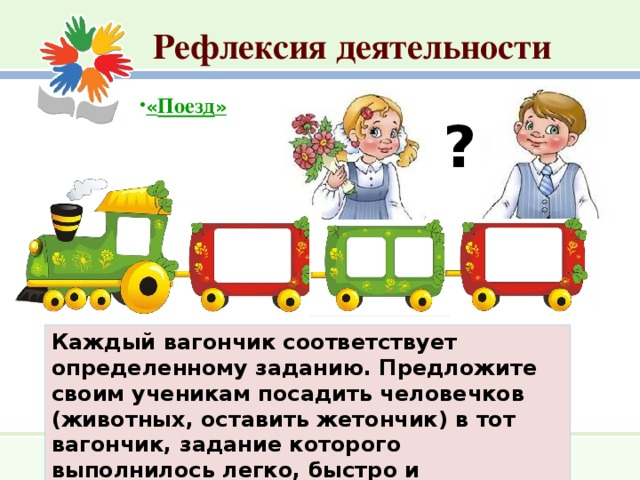 Рефлексия деятельности
•«Поезд»
?
Каждый вагончик соответствует
определенному заданию. Предложите
своим ученикам посадить человечков
(животных, оставить жетончик) в тот
вагончик, задание которого
выполнилось легко, быстро и